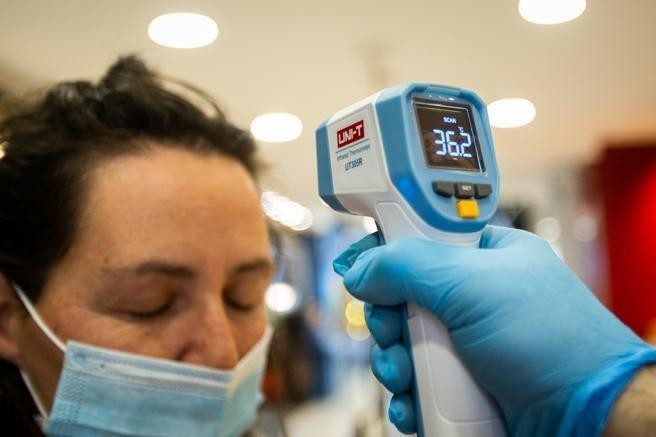 UNI-T
Infrared Thermometer
UT305R
SCAN
°C
36.2
SET